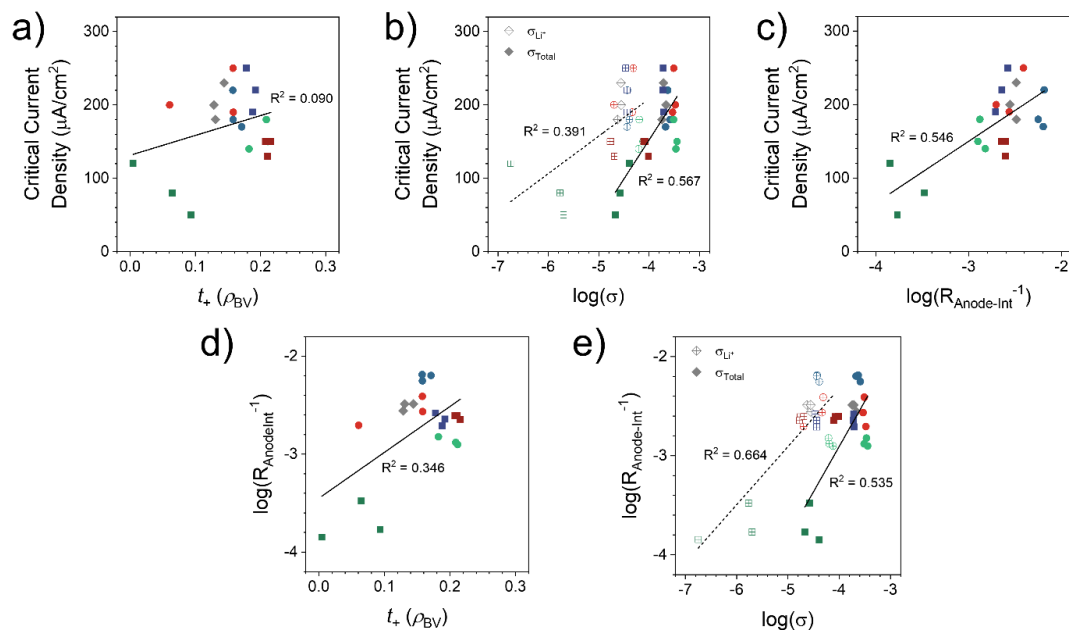 a)
300
200
100
0
Critical Current
Density (μA/cm2)
R² = 0.090
0.0
0.1
0.2
0.3
t₊ (ρBV)
b)
300
200
100
0
Critical Current
Density (μA/cm2)
σLi⁺
σTotal
R² = 0.391
R² = 0.567
-7
-6
-5
-4
-3
log(σ)
c)
300
200
100
0
Critical Current
Density (μA/cm2)
R² = 0.546
-4
-3
-2
log(RAnode-Int⁻¹)
d)
-2
-3
-4
log(RAnodeInt⁻¹)
R² = 0.346
0.0
0.1
0.2
0.3
t₊ (ρBV)
e)
-2
-3
-4
log(RAnode-Int⁻¹)
σLi⁺
σTotal
R² = 0.664
R² = 0.535
-7
-6
-5
-4
-3
log(σ)